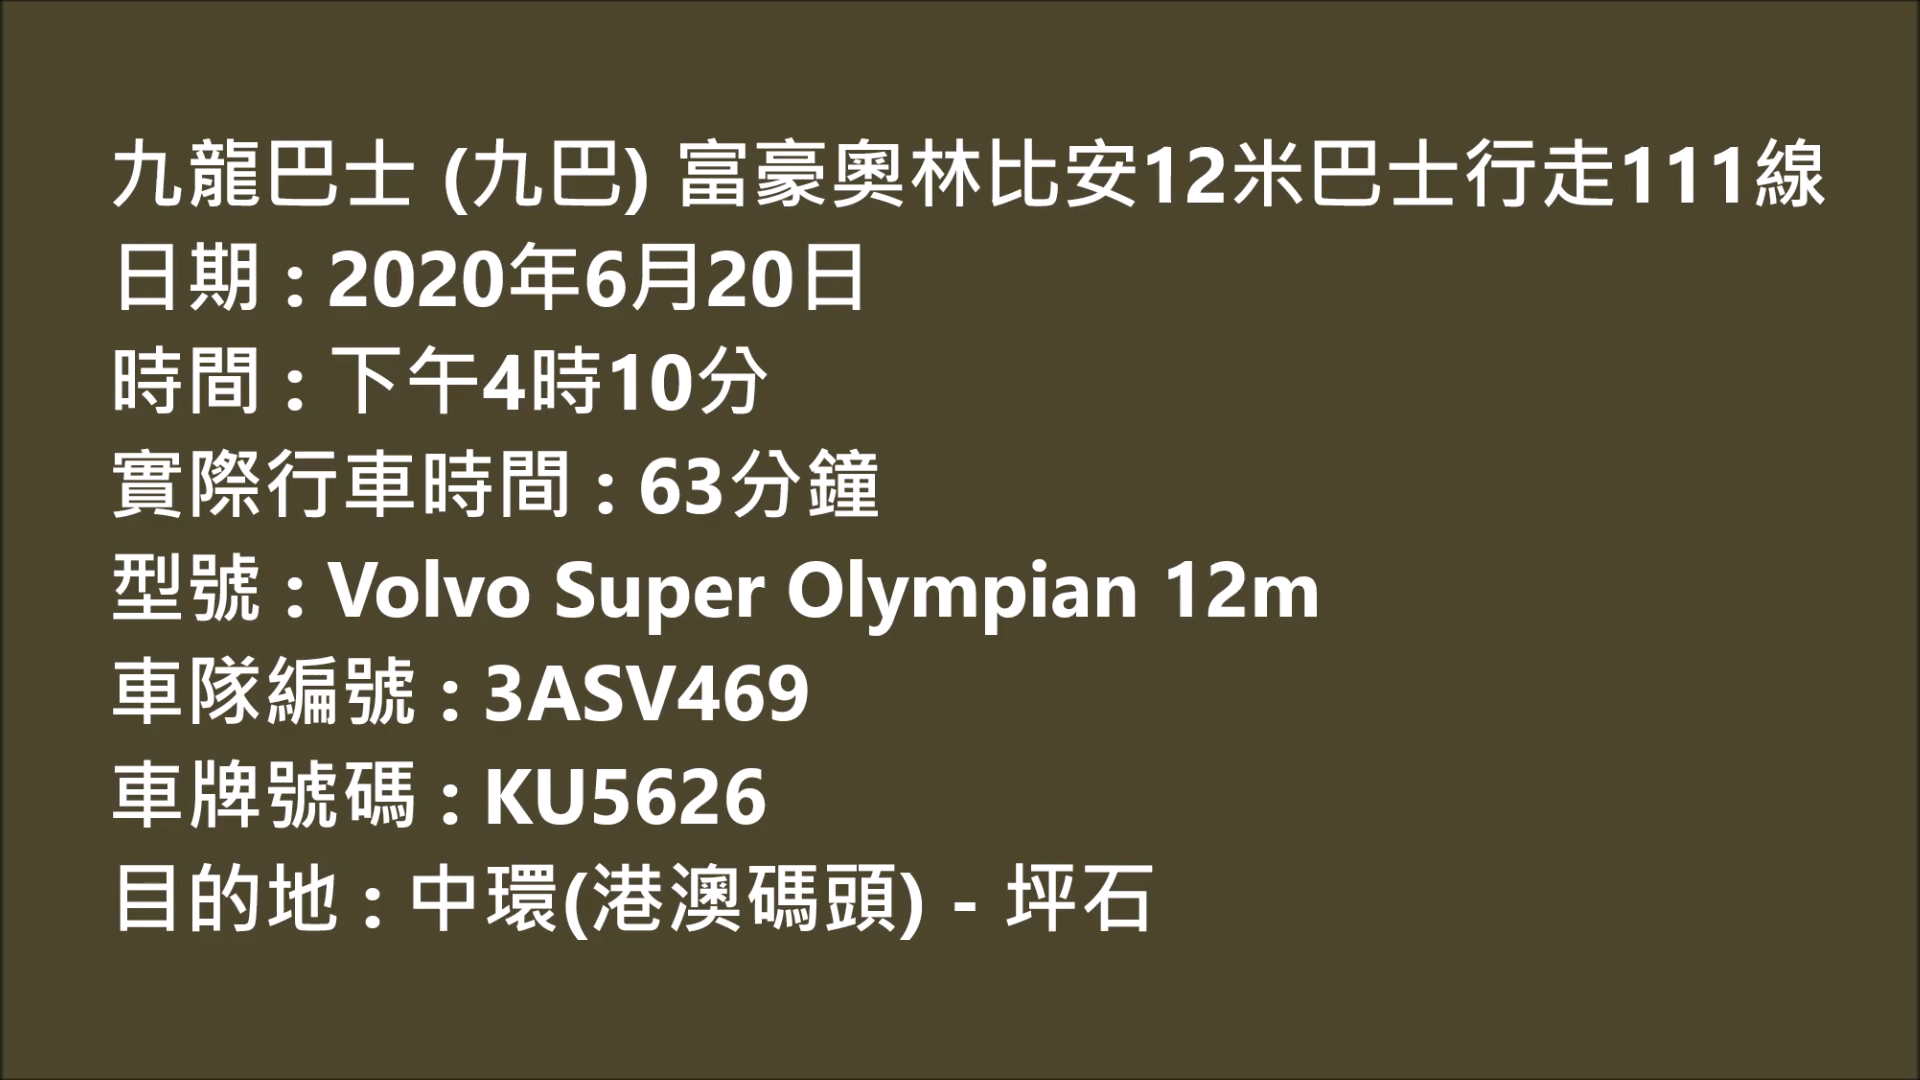 九龍巴士 (九巴) 富豪奧林比安12米巴士行走111線
日期 : 2020年6月20日
時間 : 下午4時10分
實際行車時間 : 63分鐘
型號 : Volvo Super Olympian 12m
車隊編號 : 3ASV469
車牌號碼 : KU5626
目的地 : 中環(港澳碼頭) - 坪石